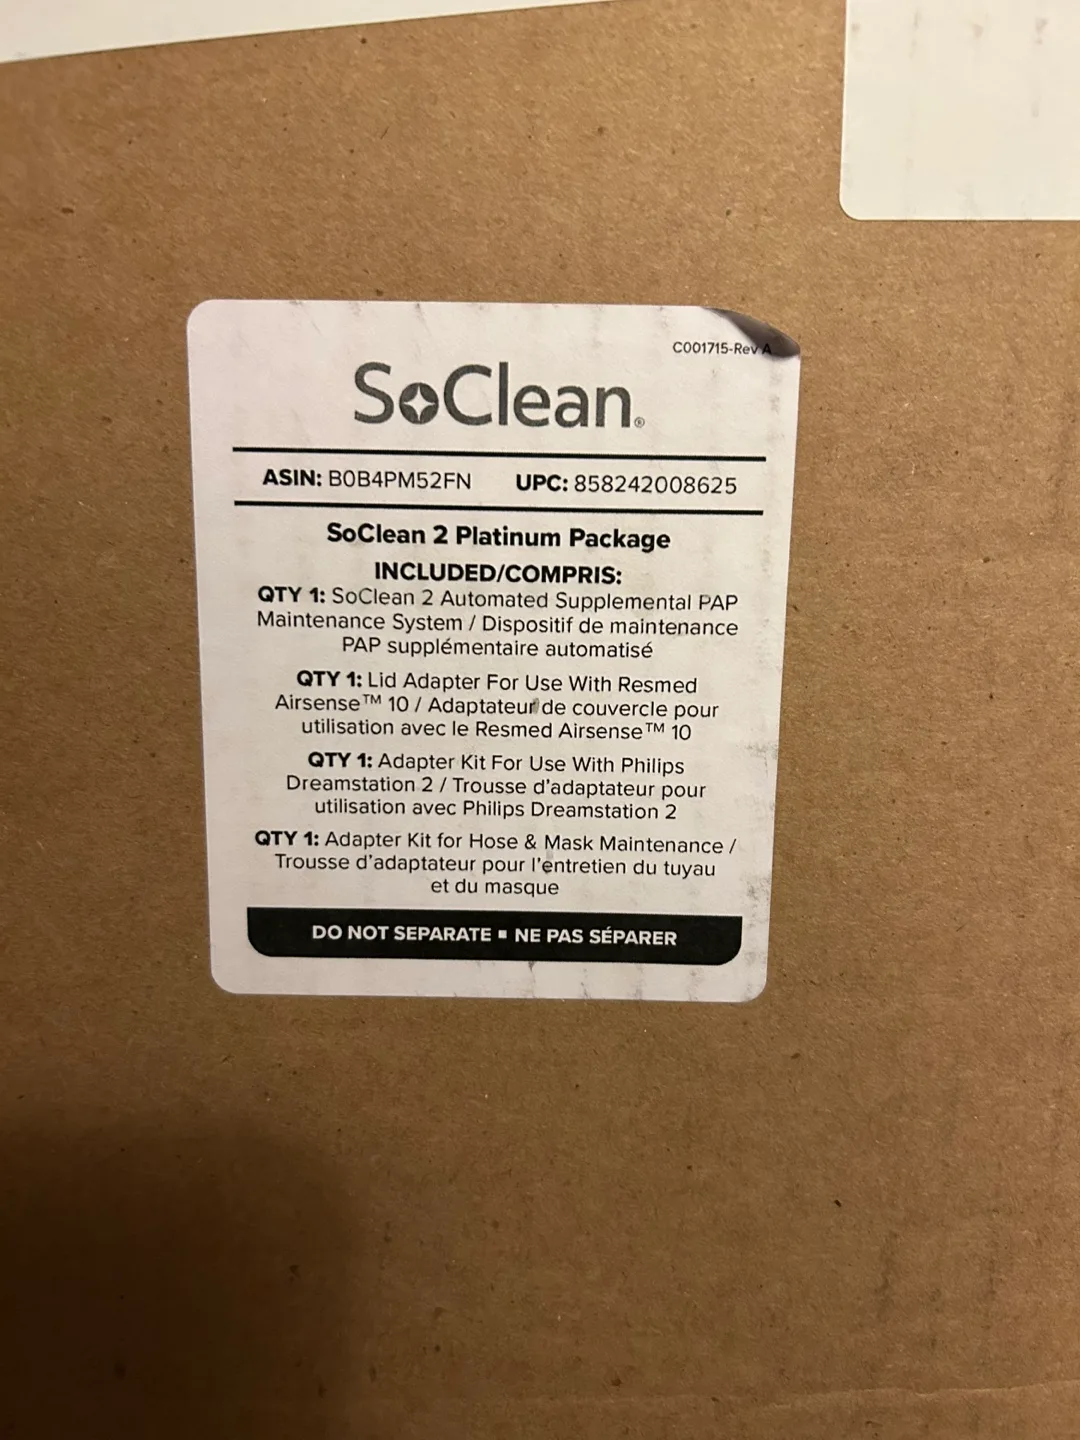 C001715-Rev A
SoClean®
ASIN: B0B4PM52FN UPC: 858242008625
SoClean 2 Platinum Package
INCLUDED/COMPRIS:
QTY 1: SoClean 2 Automated Supplemental PAP
Maintenance System / Dispositif de maintenance
PAP supplémentaire automatisé
QTY 1: Lid Adapter For Use With Resmed
Airsense™ 10 / Adaptateur de couvercle pour
utilisation avec le Resmed Airsense™ 10
QTY 1: Adapter Kit For Use With Philips
Dreamstation 2 / Trousse d'adaptateur pour
utilisation avec Philips Dreamstation 2
QTY 1: Adapter Kit for Hose & Mask Maintenance /
Trousse d'adaptateur pour l'entretien du tuyau
et du masque
DO NOT SEPARATE ▪ NE PAS SÉPARER